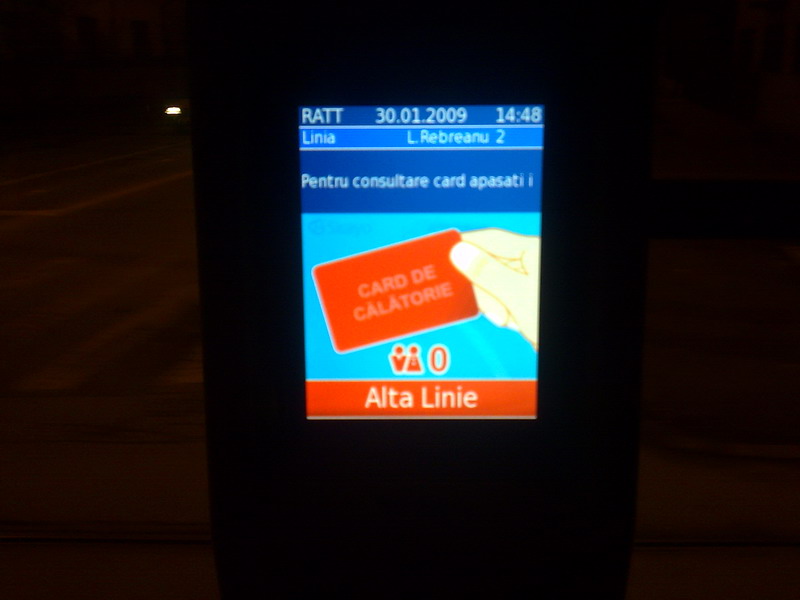 RATT 30.01.2009 14:48
Linia L.Rebreanu 2
Pentru consultare card apasati i
CARD DE
CĂLĂTORIE
0
Alta Linie